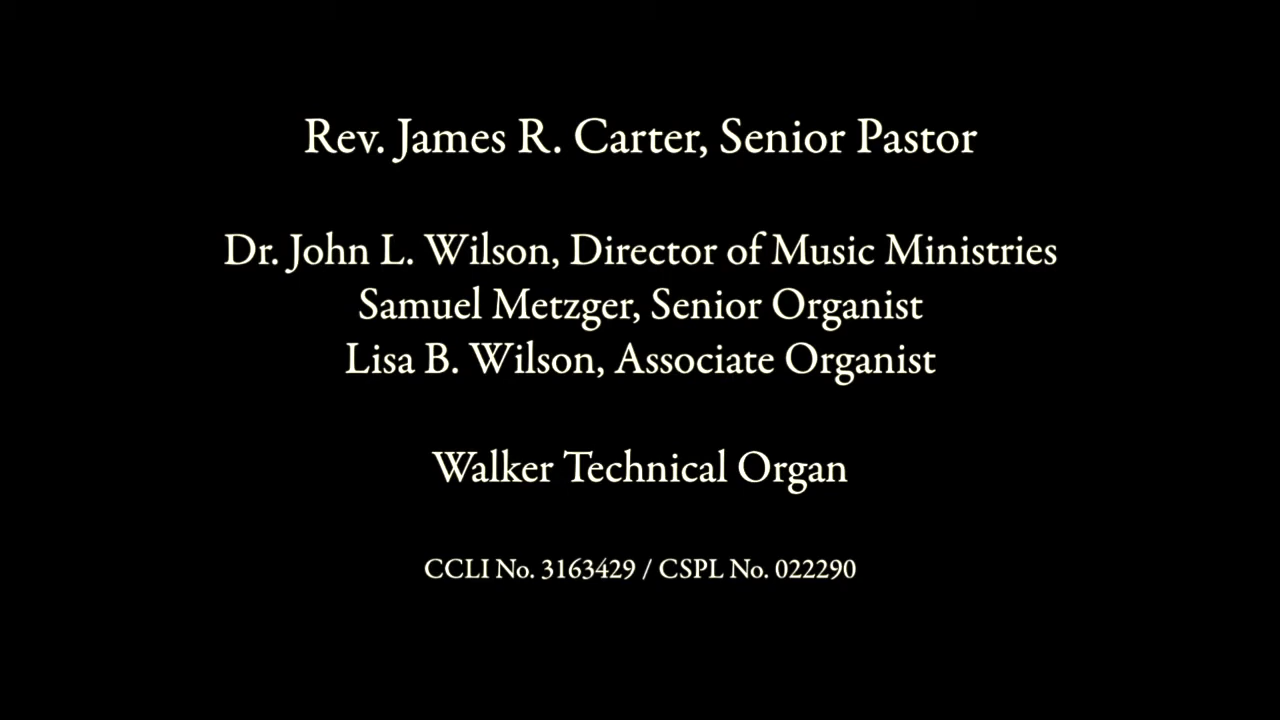 Rev. James R. Carter, Senior Pastor
Dr. John L. Wilson, Director of Music Ministries
Samuel Metzger, Senior Organist
Lisa B. Wilson, Associate Organist
Walker Technical Organ
CCLI No. 3163429 / CSPL No. 022290